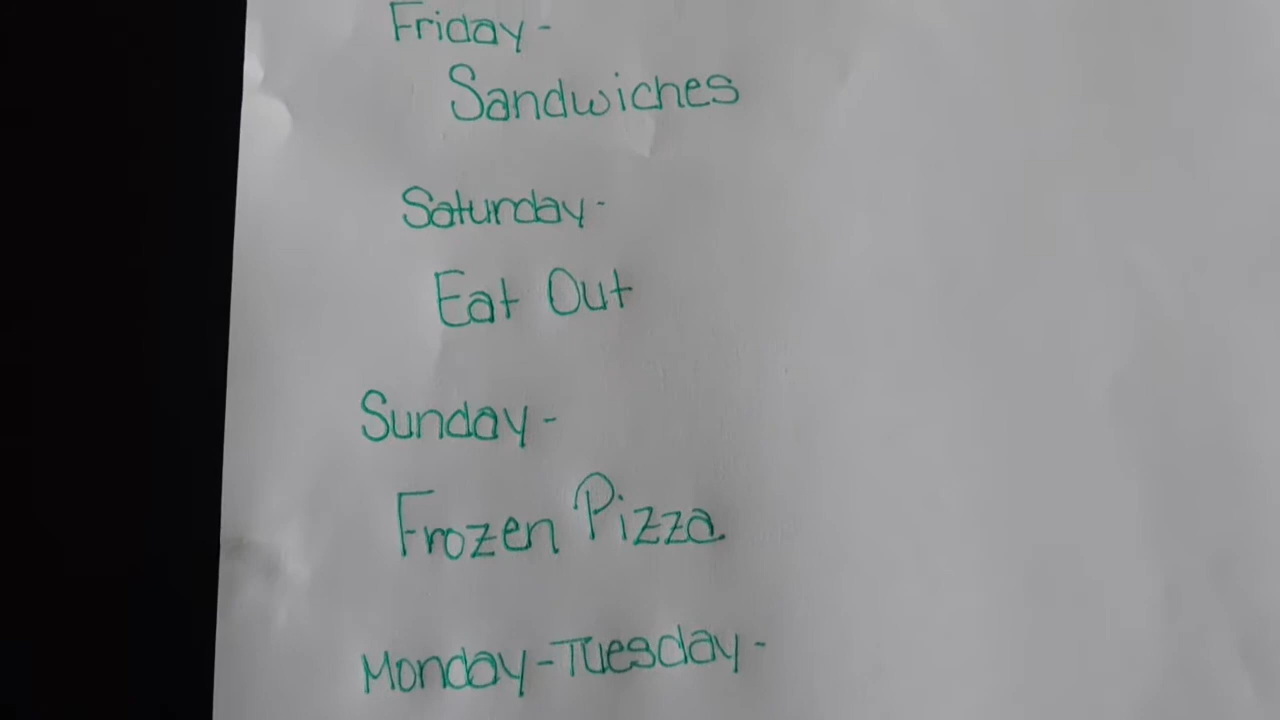 Friday-
Sandwiches
Saturday-
Eat Out
Sunday-
Frozen Pizza
Monday-Tuesday-